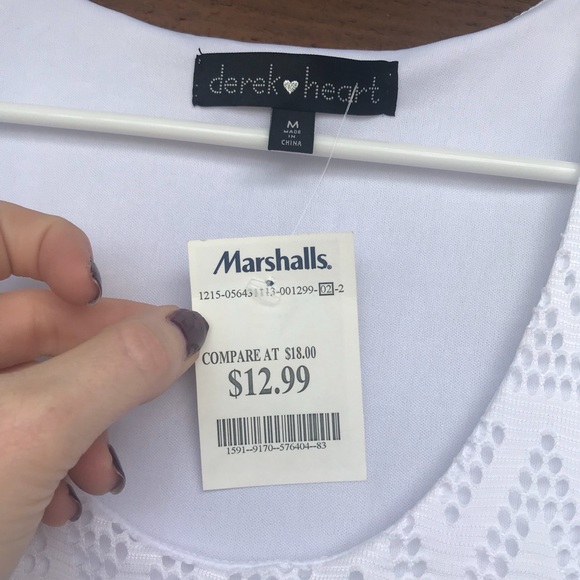 derek heart
M
MADE
IN
CHINA
Marshalls.
1215-056431113-001299-02-2
COMPARE AT $18.00
$12.99
1591--9170--576404--83